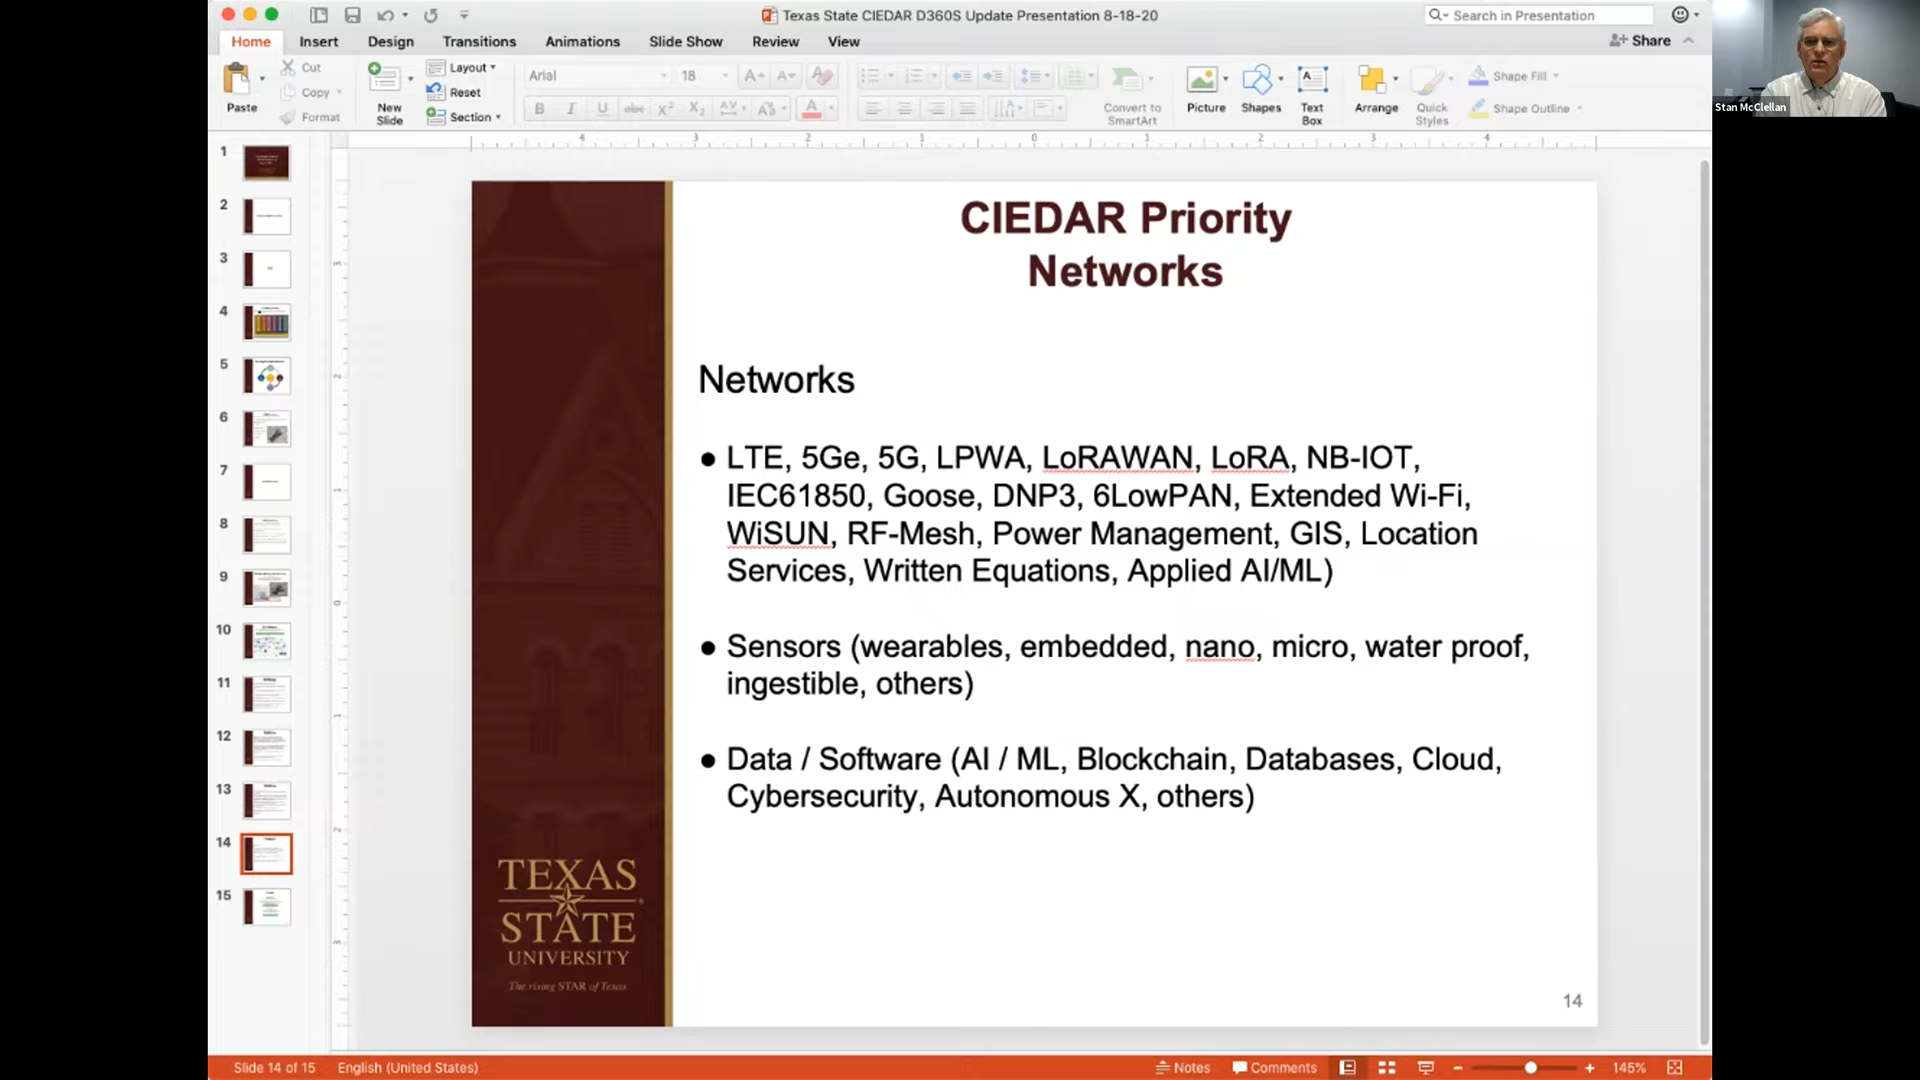 Texas State CIEDAR D360S Update Presentation 8-18-20
Search in Presentation
Home Insert Design Transitions Animations Slide Show Review View
Share
Paste
Cut
Copy
Format
New
Slide
Layout
Reset
Section
Arial 18
Convert to
SmartArt
Picture
Shapes
Text
Box
Arrange
Quick
Styles
Shape Fill
Shape Outline
Stan McClellan
1
2
3
4
5
6
7
8
9
10
11
12
13
14
15
CIEDAR Priority
Networks
Networks
● LTE, 5Ge, 5G, LPWA, LoRAWAN, LoRA, NB-IOT,
IEC61850, Goose, DNP3, 6LowPAN, Extended Wi-Fi,
WiSUN, RF-Mesh, Power Management, GIS, Location
Services, Written Equations, Applied AI/ML)
● Sensors (wearables, embedded, nano, micro, water proof,
ingestible, others)
● Data / Software (AI / ML, Blockchain, Databases, Cloud,
Cybersecurity, Autonomous X, others)
TEXAS
STATE
UNIVERSITY
The rising STAR of Texas
14
Slide 14 of 15 English (United States) Notes Comments 145%